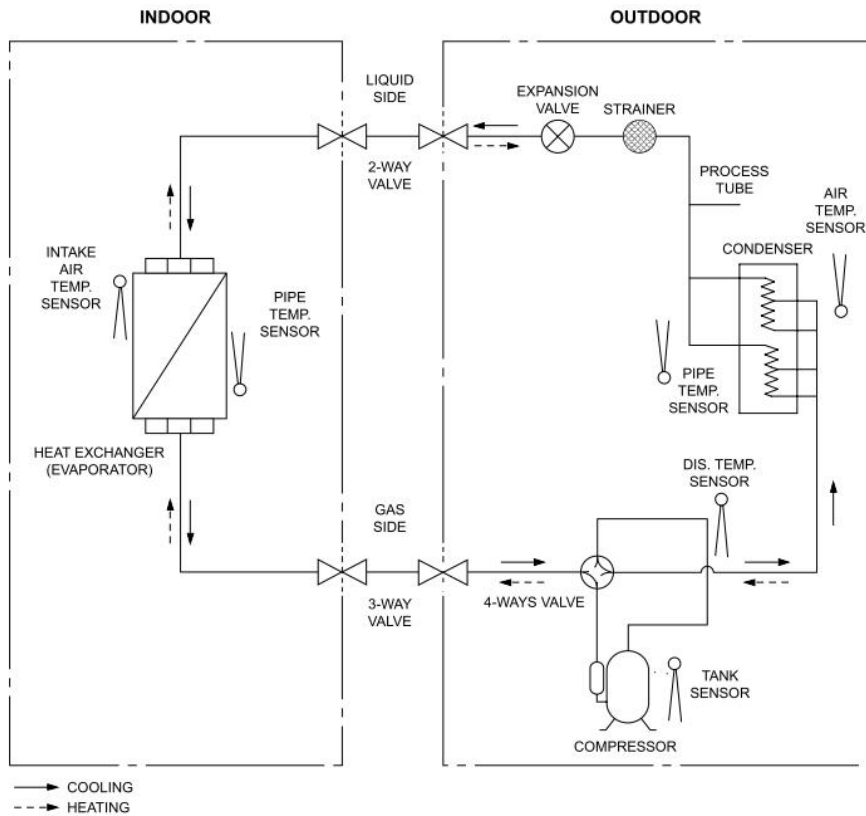 INDOOR
OUTDOOR
LIQUID
SIDE
EXPANSION
VALVE
STRAINER
2-WAY
VALVE
PROCESS
TUBE
AIR
TEMP.
SENSOR
CONDENSER
INTAKE
AIR
TEMP.
SENSOR
PIPE
TEMP.
SENSOR
PIPE
TEMP.
SENSOR
HEAT EXCHANGER
(EVAPORATOR)
DIS. TEMP.
SENSOR
GAS
SIDE
3-WAY
VALVE
4-WAYS VALVE
TANK
SENSOR
COMPRESSOR
COOLING
HEATING